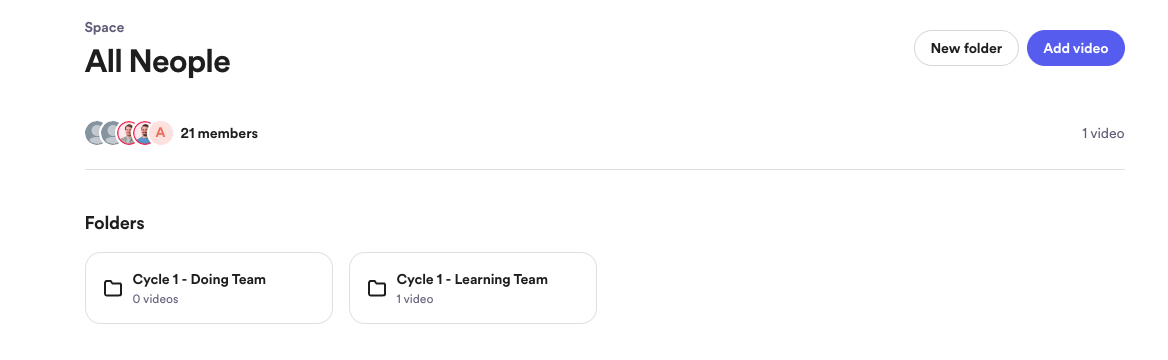 Space
All Neople
New folder
Add video
A
21 members
1 video
Folders
Cycle 1 - Doing Team
0 videos
Cycle 1 - Learning Team
1 video